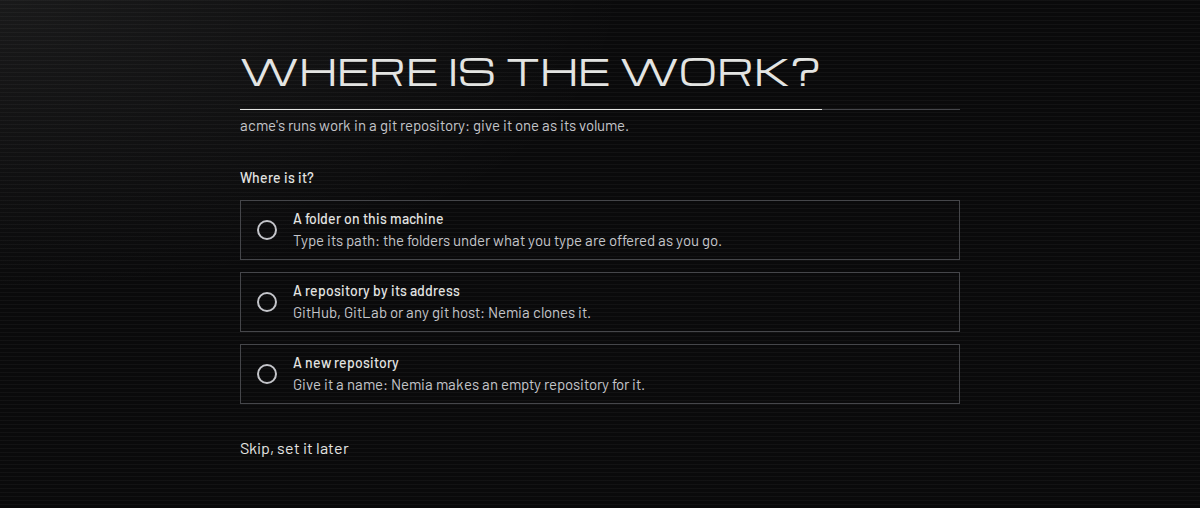 WHERE IS THE WORK?
acme's runs work in a git repository: give it one as its volume.
Where is it?
A folder on this machine
Type its path: the folders under what you type are offered as you go.
A repository by its address
GitHub, GitLab or any git host: Nemia clones it.
A new repository
Give it a name: Nemia makes an empty repository for it.
Skip, set it later